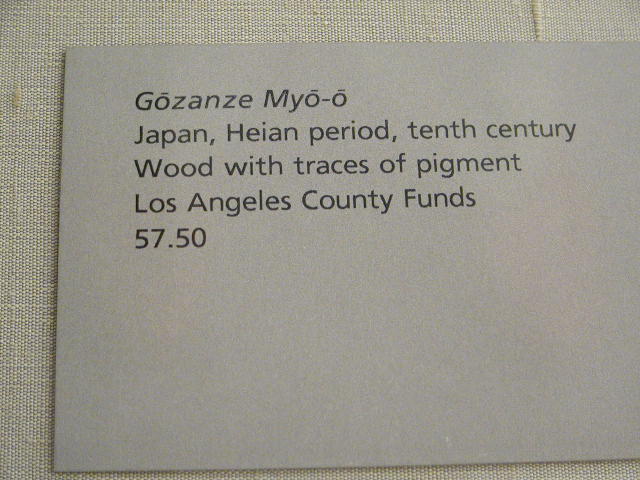 Gōzanze Myō-ō
Japan, Heian period, tenth century
Wood with traces of pigment
Los Angeles County Funds
57.50